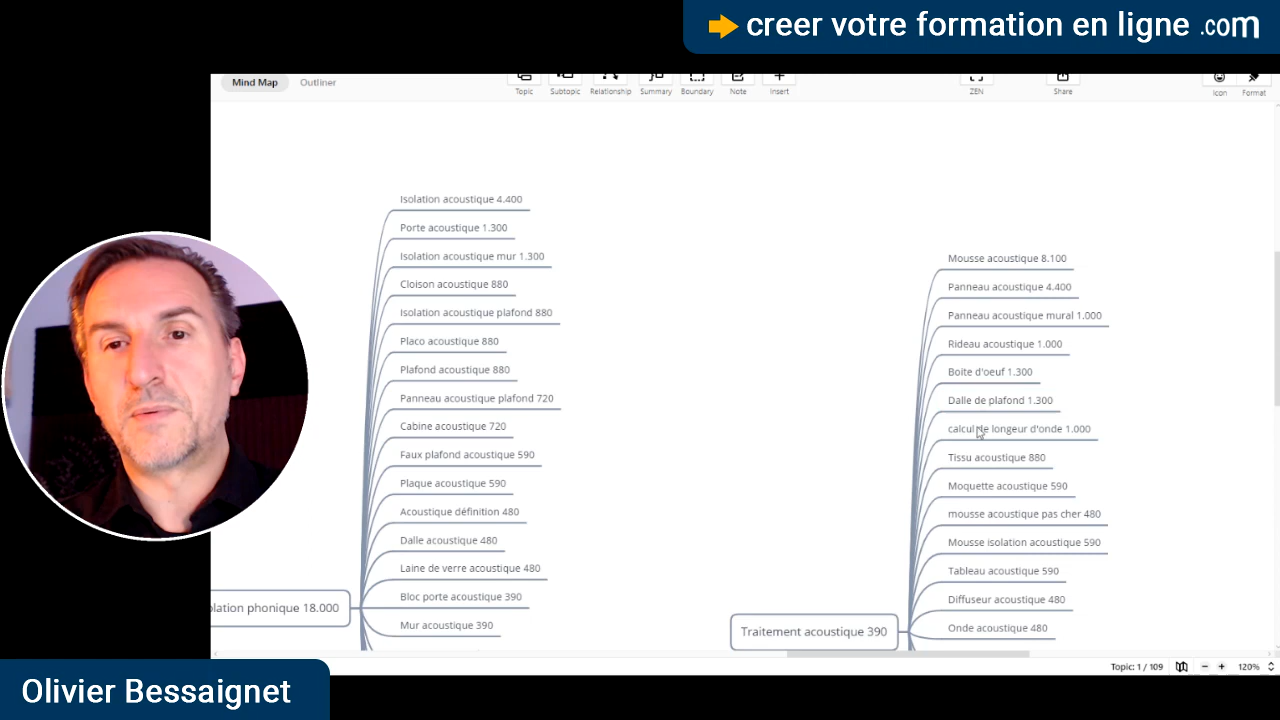 creer votre formation en ligne .com
Mind Map
Outliner
Topic
Subtopic
Relationship
Summary
Boundary
Note
Insert
ZEN
Share
Icon
Format
Isolation acoustique 4.400
Porte acoustique 1.300
Isolation acoustique mur 1.300
Cloison acoustique 880
Isolation acoustique plafond 880
Placo acoustique 880
Plafond acoustique 880
Panneau acoustique plafond 720
Cabine acoustique 720
Faux plafond acoustique 590
Plaque acoustique 590
Acoustique définition 480
Dalle acoustique 480
Laine de verre acoustique 480
Bloc porte acoustique 390
Mur acoustique 390
olation phonique 18.000
Mousse acoustique 8.100
Panneau acoustique 4.400
Panneau acoustique mural 1.000
Rideau acoustique 1.000
Boite d'oeuf 1.300
Dalle de plafond 1.300
calcul de longeur d'onde 1.000
Tissu acoustique 880
Moquette acoustique 590
mousse acoustique pas cher 480
Mousse isolation acoustique 590
Tableau acoustique 590
Diffuseur acoustique 480
Onde acoustique 480
Traitement acoustique 390
Topic: 1 / 109
120%
Olivier Bessaignet